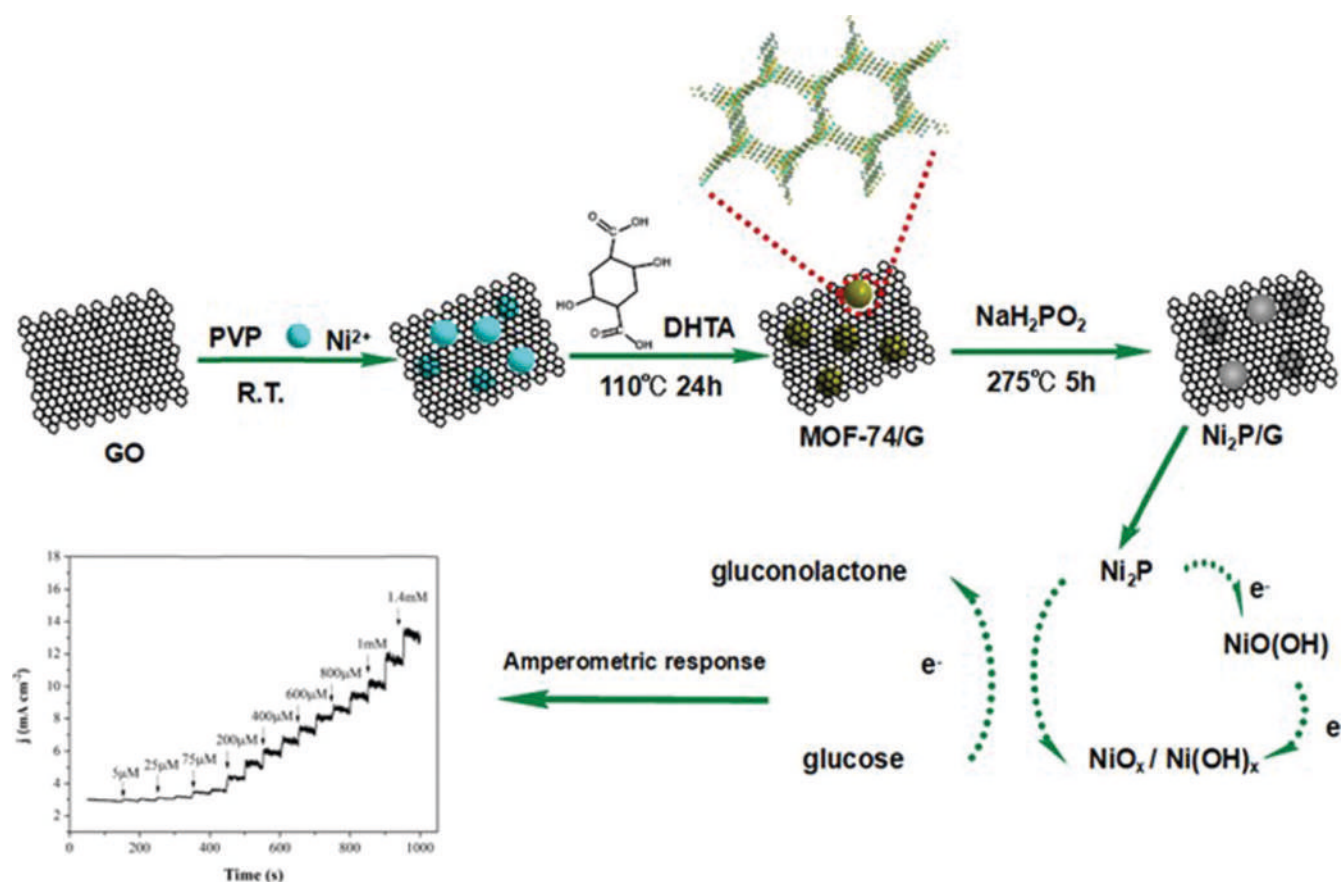 O
OH
C
OH
HO
C
O
OH
PVP Ni²⁺
R.T.
GO
DHTA
110℃ 24h
MOF-74/G
NaH₂PO₂
275℃ 5h
Ni₂P/G
gluconolactone
Ni₂P
e⁻
NiO(OH)
e⁻
e
glucose
NiOₓ / Ni(OH)ₓ
Amperometric response
18
16
14
12
10
8
6
4
2
j (mA cm⁻²)
5μM
25μM
75μM
200μM
400μM
600μM
800μM
1mM
1.4mM
0 200 400 600 800 1000
Time (s)